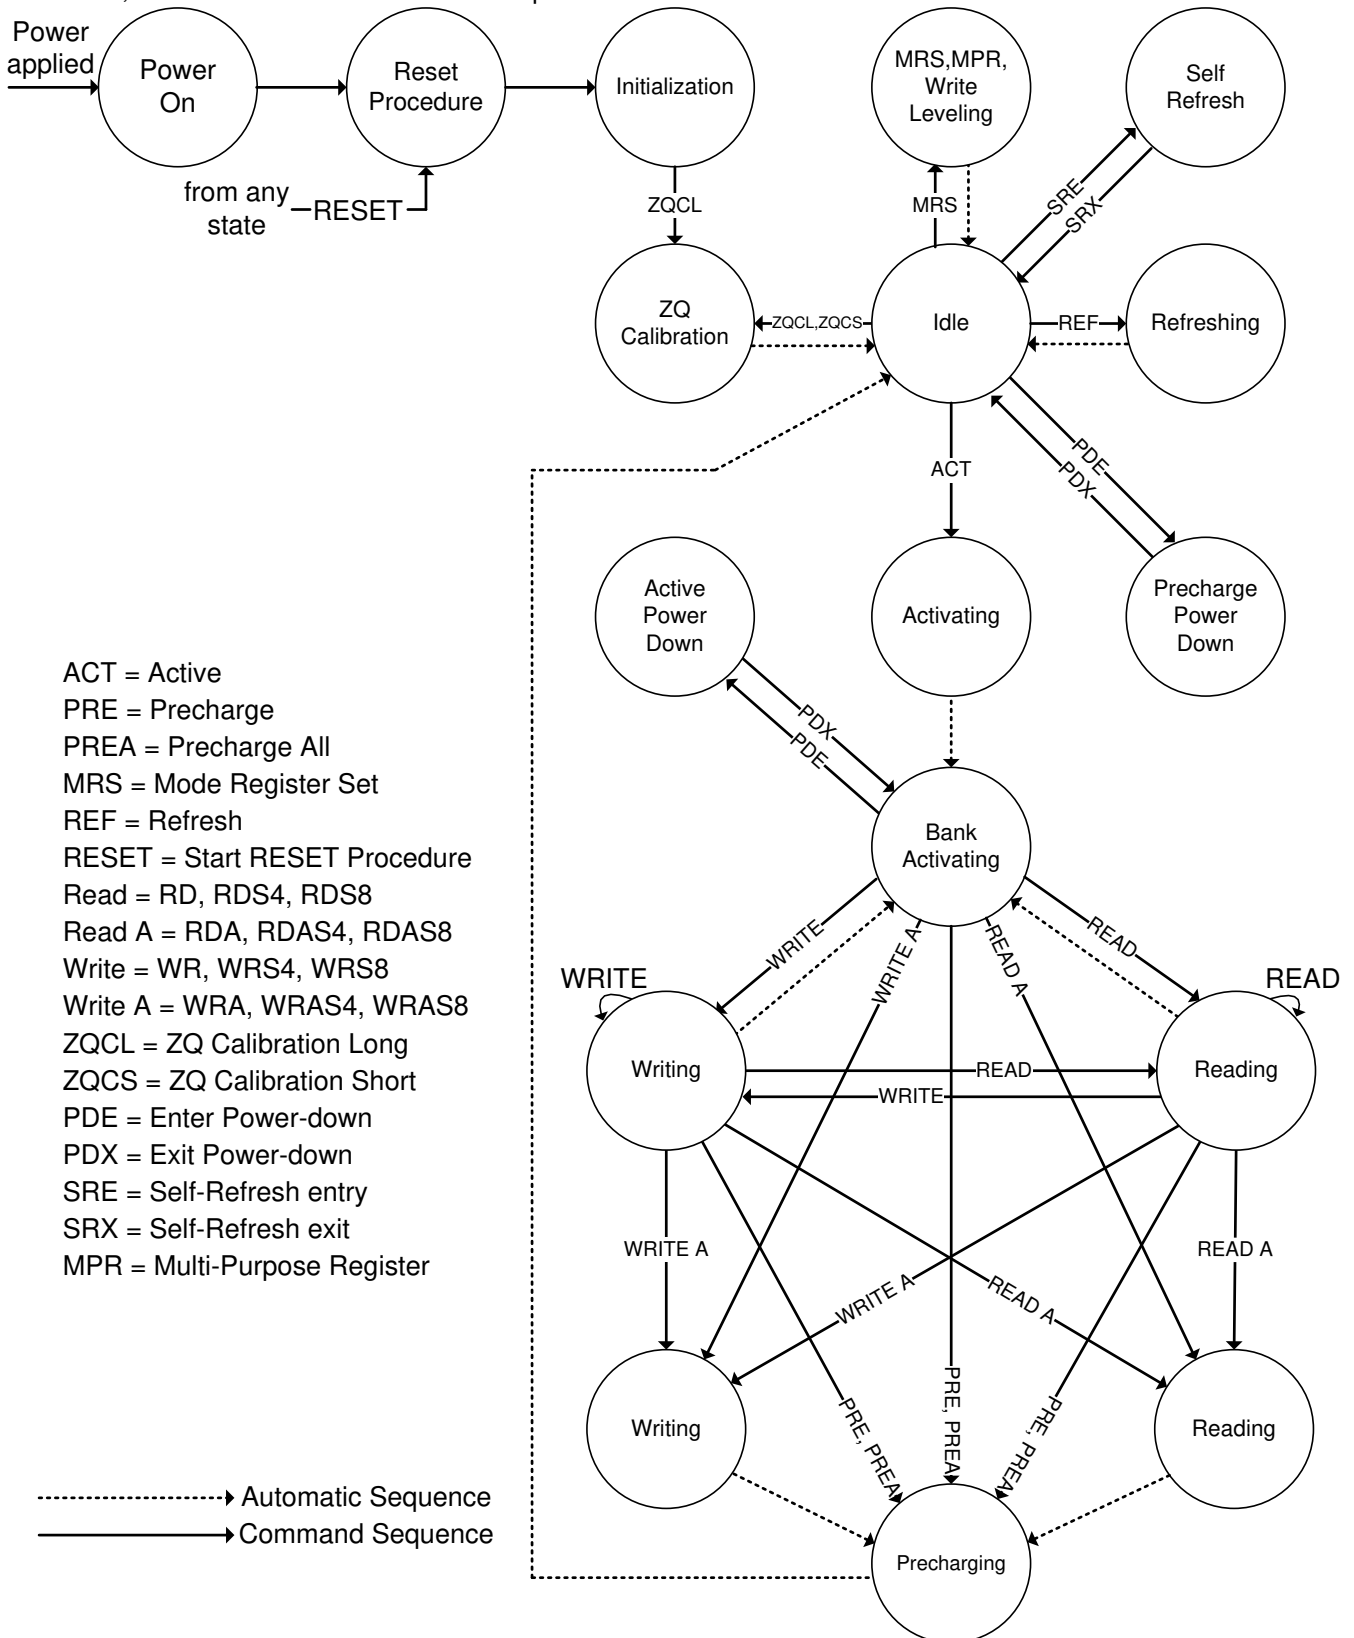 Power
applied
Power
On
Reset
Procedure
Initialization
MRS,MPR,
Write
Leveling
Self
Refresh
from any
state
RESET
ZQCL
MRS
SRE
SRX
ZQ
Calibration
ZQCL,ZQCS
Idle
REF
Refreshing
ACT
PDE
PDX
Active
Power
Down
Activating
Precharge
Power
Down
PDX
PDE
ACT = Active
PRE = Precharge
PREA = Precharge All
MRS = Mode Register Set
REF = Refresh
RESET = Start RESET Procedure
Read = RD, RDS4, RDS8
Read A = RDA, RDAS4, RDAS8
Write = WR, WRS4, WRS8
Write A = WRA, WRAS4, WRAS8
ZQCL = ZQ Calibration Long
ZQCS = ZQ Calibration Short
PDE = Enter Power-down
PDX = Exit Power-down
SRE = Self-Refresh entry
SRX = Self-Refresh exit
MPR = Multi-Purpose Register
Bank
Activating
WRITE
WRITE A
READ A
READ
WRITE
READ
Writing
READ
WRITE
Reading
WRITE A
READ A
WRITE A
READ A
PRE, PREA
PRE, PREA
PRE, PREA
Writing
Reading
Precharging
Automatic Sequence
Command Sequence